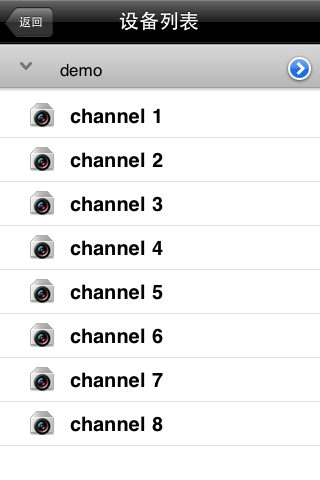 返回
设备列表
demo
channel 1
channel 2
channel 3
channel 4
channel 5
channel 6
channel 7
channel 8